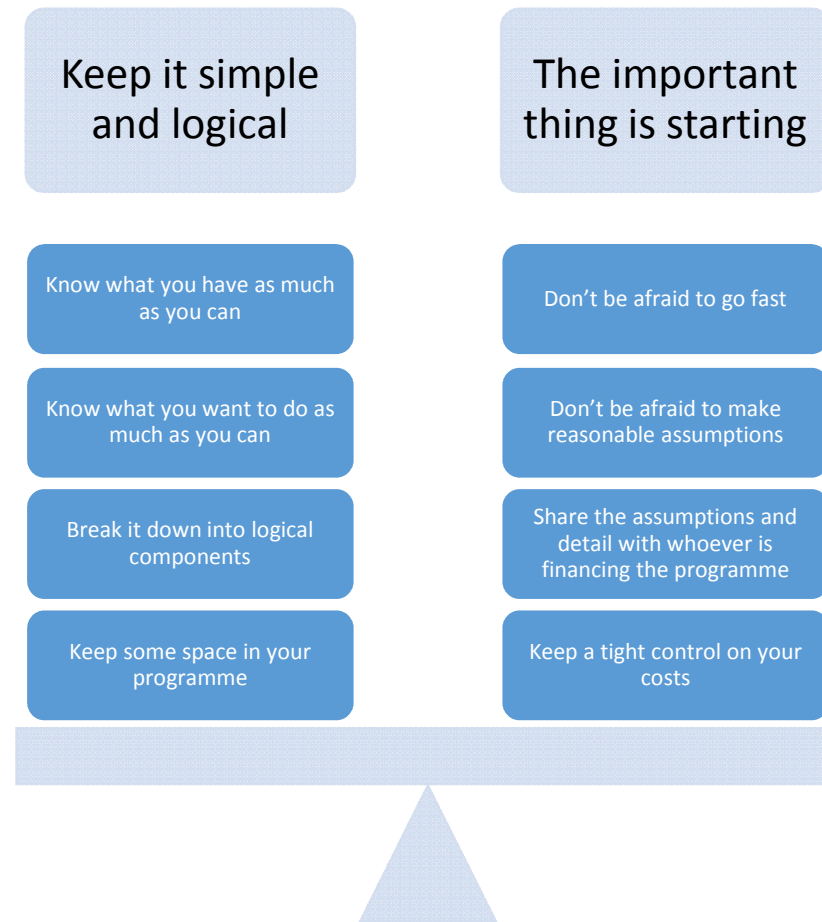 Keep it simple
and logical
Know what you have as much
as you can
Know what you want to do as
much as you can
Break it down into logical
components
Keep some space in your
programme
The important
thing is starting
Don’t be afraid to go fast
Don’t be afraid to make
reasonable assumptions
Share the assumptions and
detail with whoever is
financing the programme
Keep a tight control on your
costs